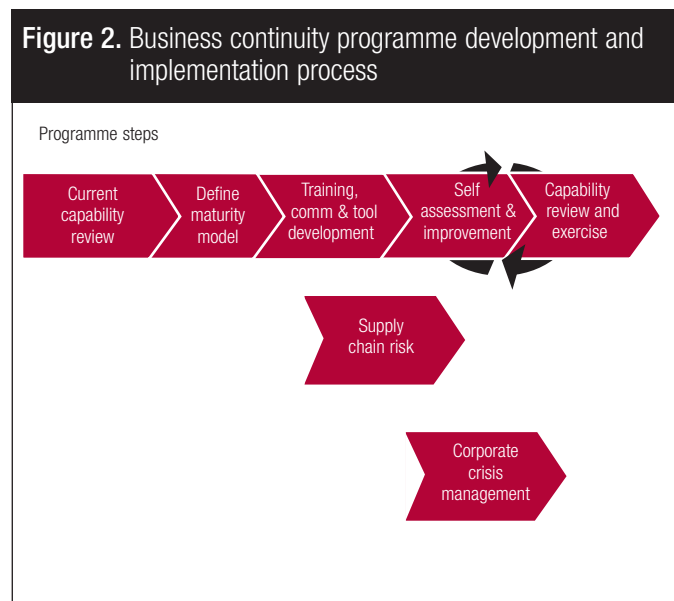 Figure 2. Business continuity programme development and
implementation process
Programme steps
Current
capability
review
Define
maturity
model
Training,
comm & tool
development
Self
assessment &
improvement
Capability
review and
exercise
Supply
chain risk
Corporate
crisis
management